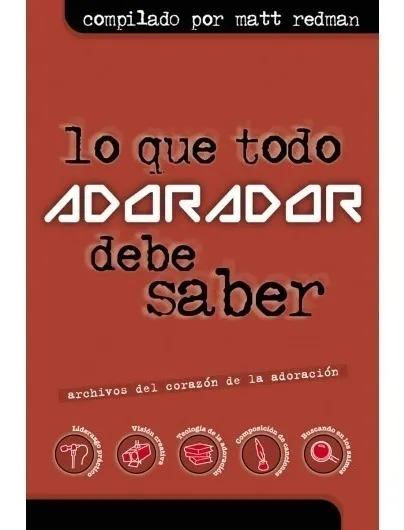 compilado por matt redman
lo que todo
ADORADOR
debe
saber
archivos del corazón de la adoración
Liderazgo práctico
Visión creativa
Teología de la adoración
Composición de canciones
Buscando en los salmos